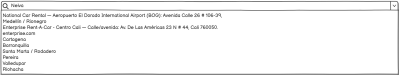 Neiva
National Car Rental — Aeropuerto El Dorado International Airport (BOG): Avenida Calle 26 # 106-39,
Medellín / Rionegro
Enterprise Rent-A-Car - Centro Cali — Calle/avenida: Av. De Las Américas 23 N # 44, Cali 760050.
enterprise.com
Cartagena
Barranquilla
Santa Marta / Rodadero
Pereira
Valledupar
Riohacha